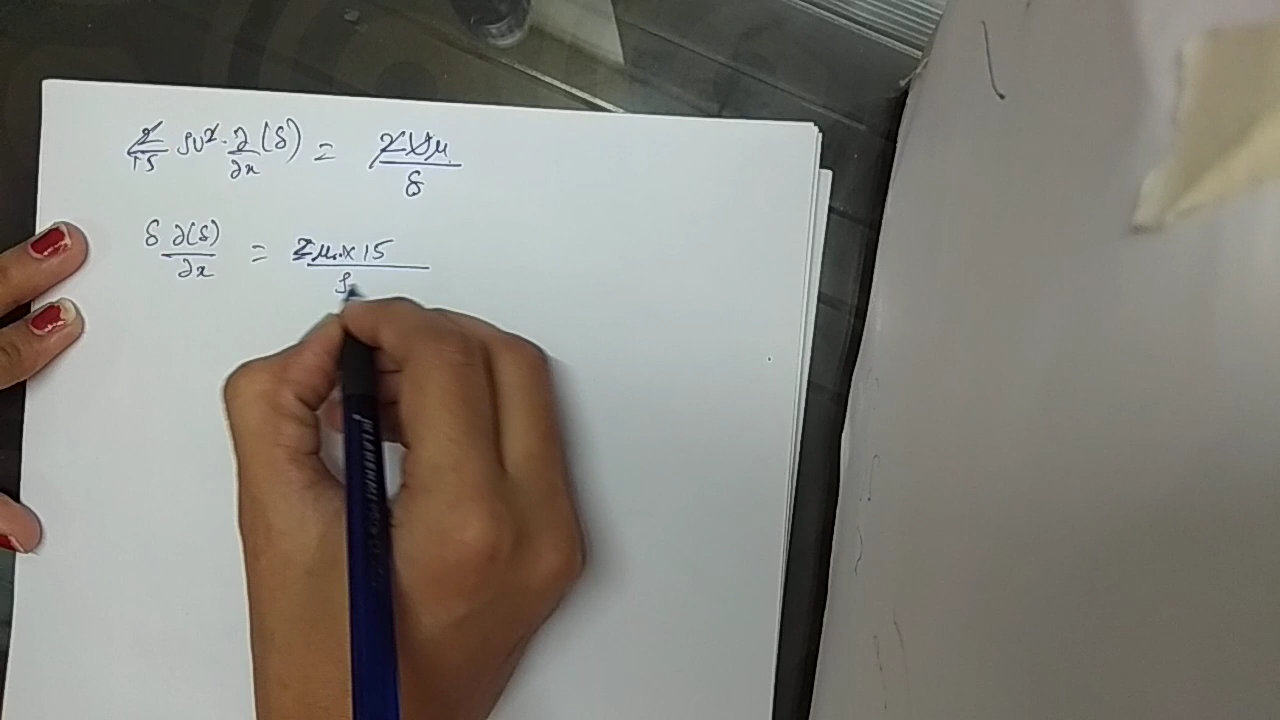 2/15 ρU². ∂/∂x (δ) = 2Uμ/δ
δ ∂(δ)/∂x = 2μ × 15/ρ